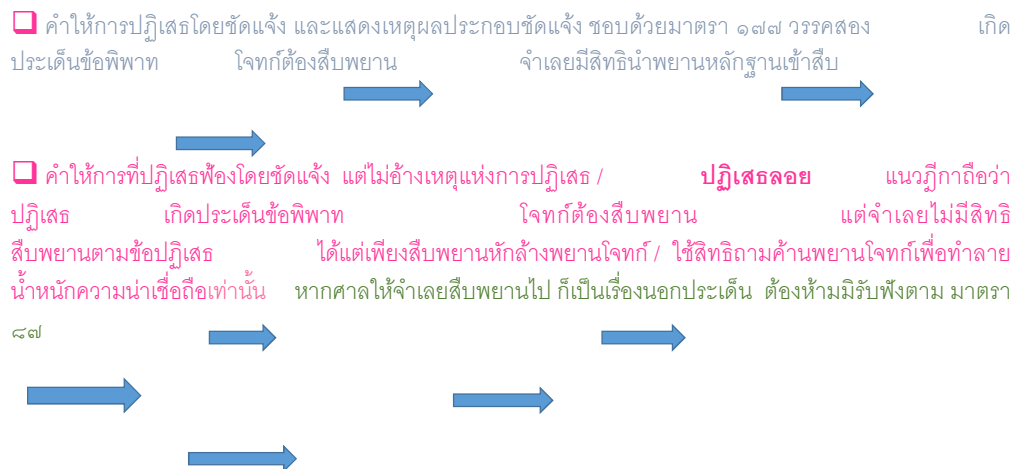 ❑ คำให้การปฏิเสธโดยชัดแจ้ง และแสดงเหตุผลประกอบชัดแจ้ง ชอบด้วยมาตรา ๑๗๗ วรรคสอง เกิด
ประเด็นข้อพิพาท โจทก์ต้องสืบพยาน จำเลยมีสิทธินำพยานหลักฐานเข้าสืบ
❑ คำให้การที่ปฏิเสธฟ้องโดยชัดแจ้ง แต่ไม่อ้างเหตุแห่งการปฏิเสธ / ปฏิเสธลอย แนวฎีกาถือว่า
ปฏิเสธ เกิดประเด็นข้อพิพาท โจทก์ต้องสืบพยาน แต่จำเลยไม่มีสิทธิ
สืบพยานตามข้อปฏิเสธ ได้แต่เพียงสืบพยานหักล้างพยานโจทก์ / ใช้สิทธิถามค้านพยานโจทก์เพื่อทำลาย
น้ำหนักความน่าเชื่อถือเท่านั้น หากศาลให้จำเลยสืบพยานไป ก็เป็นเรื่องนอกประเด็น ต้องห้ามมิรับฟังตาม มาตรา
๘๗